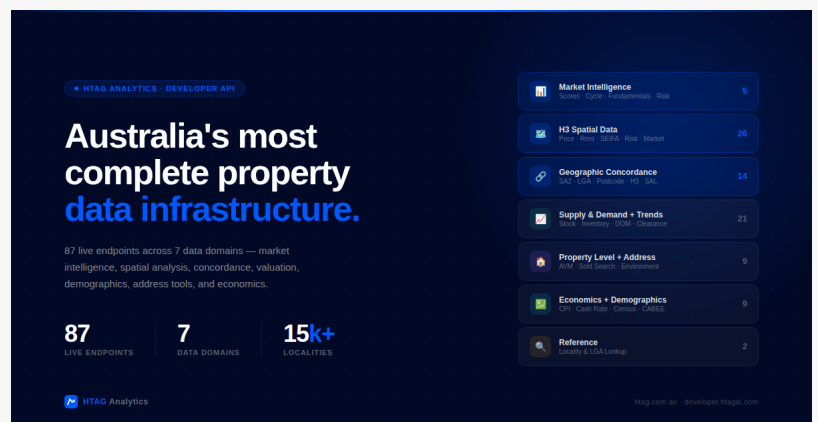 HTAG ANALYTICS · DEVELOPER API
Australia's most
complete property
data infrastructure.
87 live endpoints across 7 data domains — market
intelligence, spatial analysis, concordance, valuation,
demographics, address tools, and economics.
87
LIVE ENDPOINTS
7
DATA DOMAINS
15k+
LOCALITIES
HTAG Analytics
Market Intelligence
Scores · Cycle · Fundamentals · Risk
5
H3 Spatial Data
Price · Rent · SEIFA · Risk · Market
26
Geographic Concordance
SA2 · LGA · Postcode · H3 · SAL
14
Supply & Demand + Trends
Stock · Inventory · DOM · Clearance
21
Property Level + Address
AVM · Sold Search · Environment
9
Economics + Demographics
CPI · Cash Rate · Census · CABEE
9
Reference
Locality & LGA Lookup
2
htag.com.au · developer.htagai.com